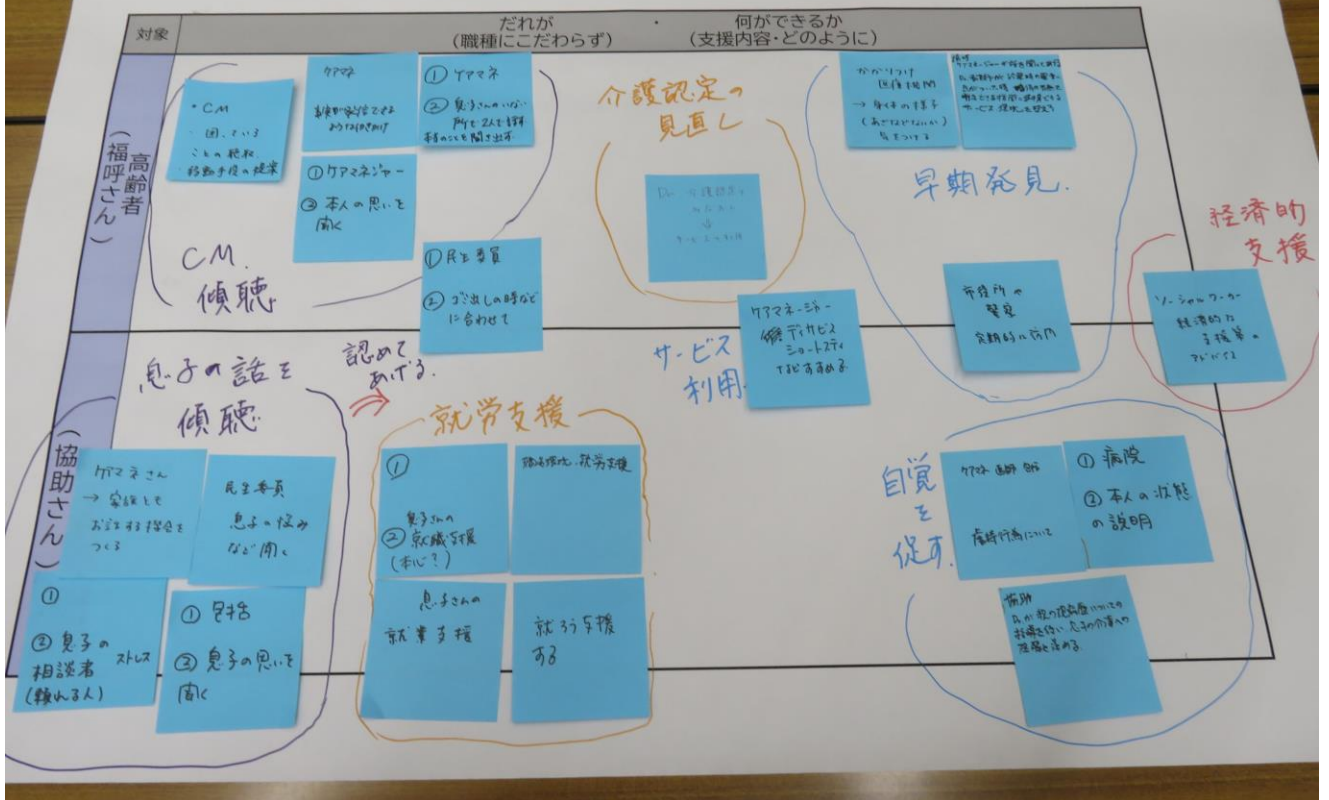 対象
だれが ・ 何ができるか
(職種にこだわらず) (支援内容・どのように)
高齢者
(福呼さん)
・CM
・困っている
ことの聴取
・移動手段の提案
ケアマネ
① ケアマネ
② 息子さんがいない
所で2人で話す
本音のことを聞き出す
①ケアマネジャー
② 本人の思いを
聞く
CM.
傾聴
①民生委員
② ゴミ出しの時など
に合わせて
介護認定の
見直し
かかりつけ
医療機関
→ 身体の様子
(あざなどないか)
気をつける
早期発見.
市役所や
警察
定期的に訪問
経済的
支援
ソーシャルワーカー
経済的な
支援等の
アドバイス
サービス
利用.
ケアマネージャー
デイサービス
ショートステイ
などすすめる
(協助さん)
息子の話を
傾聴
認めて
あげる.
ケアマネさん
→ 家族とも
お話する機会を
つくる
民生委員
息子の悩み
など聞く
①
② 息子の
相談者 ストレス
(頼れる人)
① 包括
② 息子の思いを
聞く
就労支援
①
息子さんの
② 就職支援
(本心?)
就労支援
息子さんの
就業支援
就ろう支援
する
自覚を
促す.
ケアマネ 医師
虐待行為について
① 病院
② 本人の状態
の説明
協助